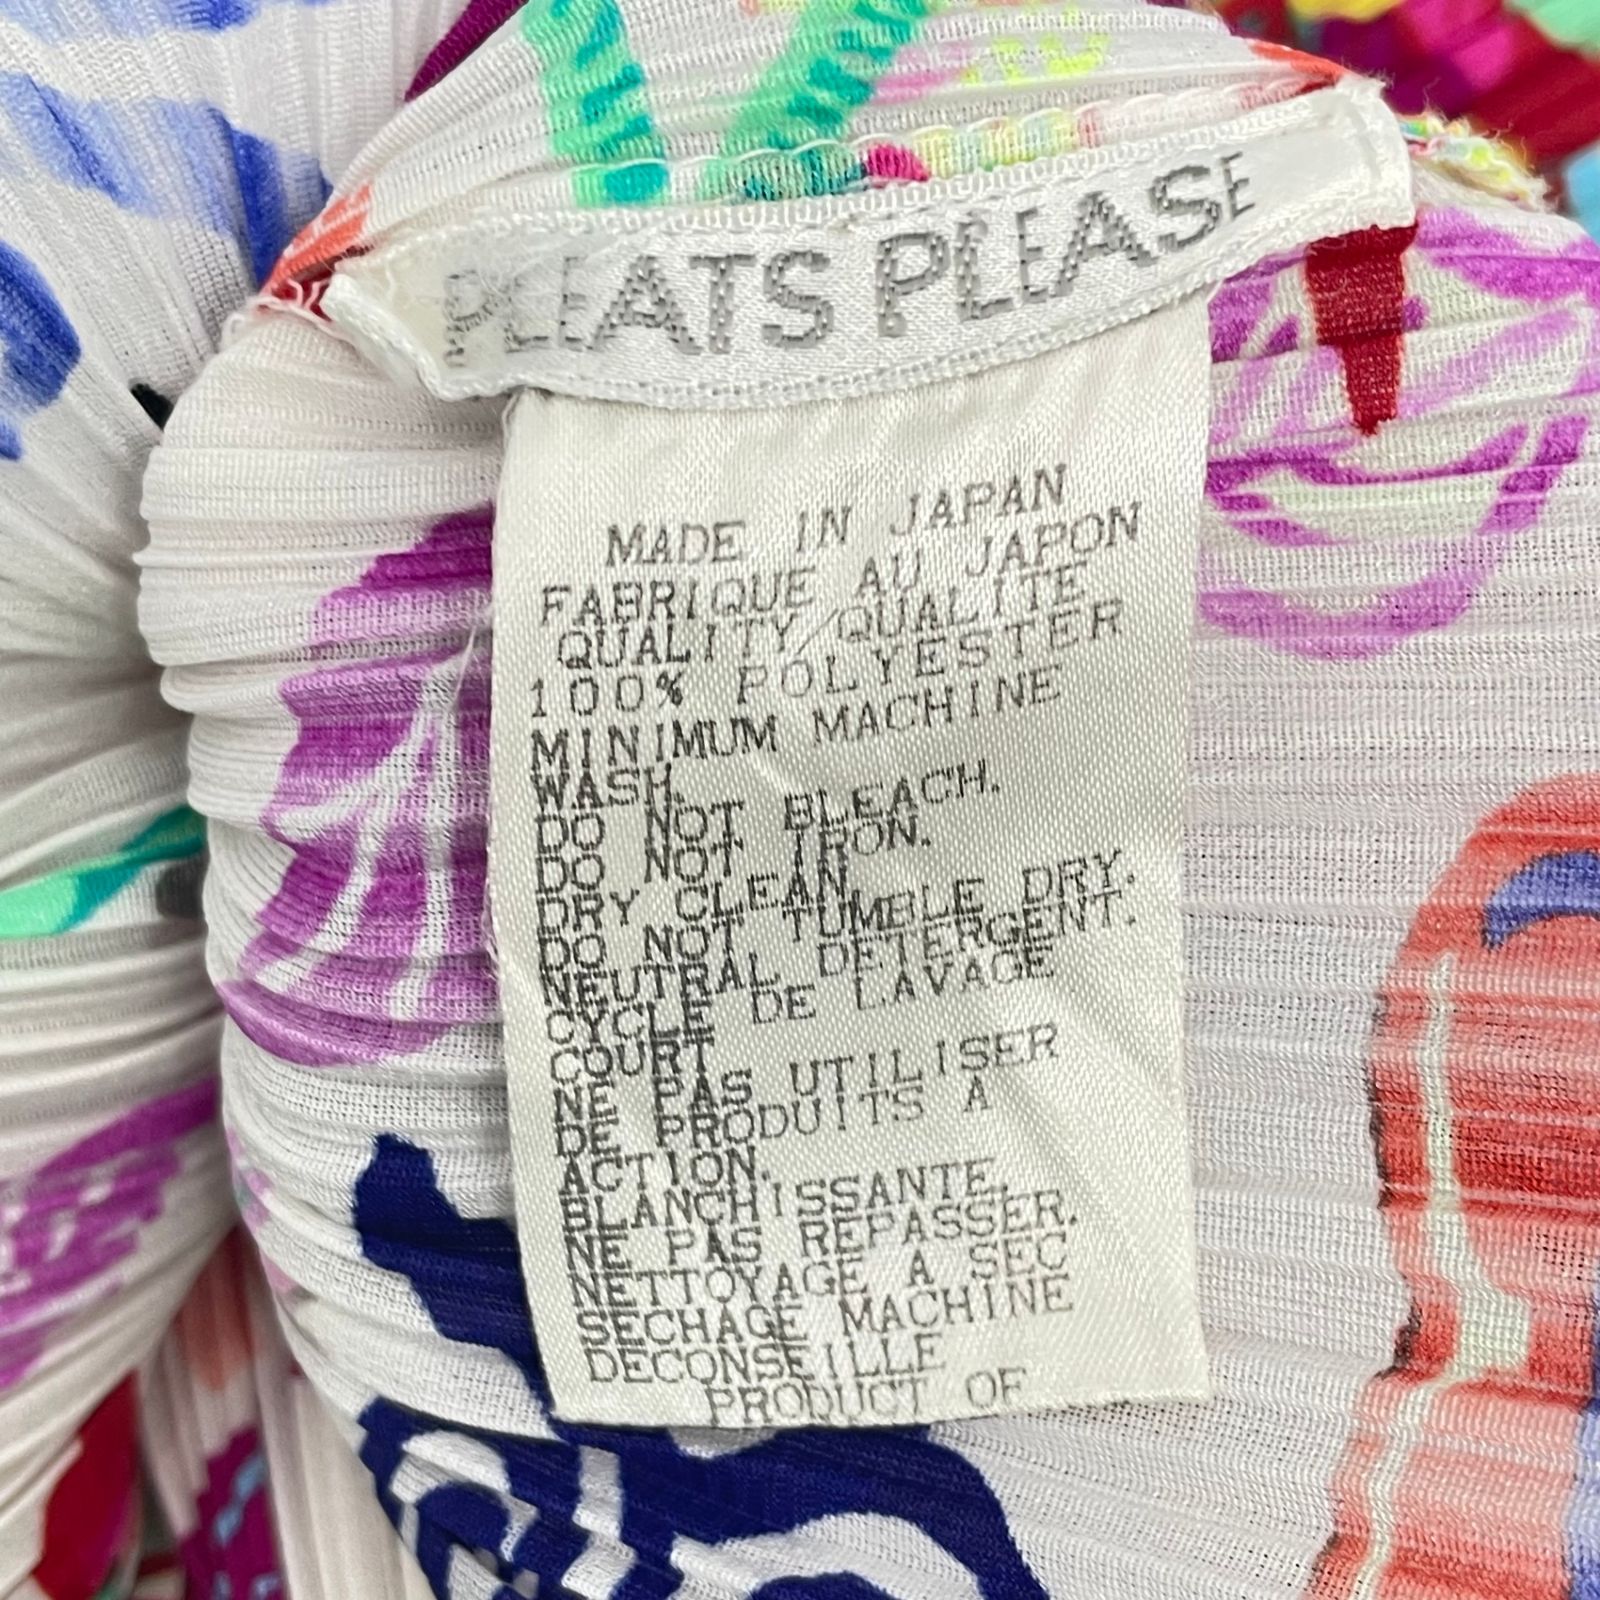 PLEATS PLEASE
MADE IN JAPAN
FABRIQUE AU JAPON
QUALITY/QUALITE
100% POLYESTER
MINIMUM MACHINE
WASH.
DO NOT BLEACH.
DO NOT IRON.
DRY CLEAN.
DO NOT TUMBLE DRY.
NEUTRAL DETERGENT.
CYCLE DE LAVAGE
COURT
NE PAS UTILISER
DE PRODUITS A
ACTION.
BLANCHISSANTE.
NE PAS REPASSER.
NETTOYAGE A SEC
SECHAGE MACHINE
DECONSEILLE
PRODUCT OF